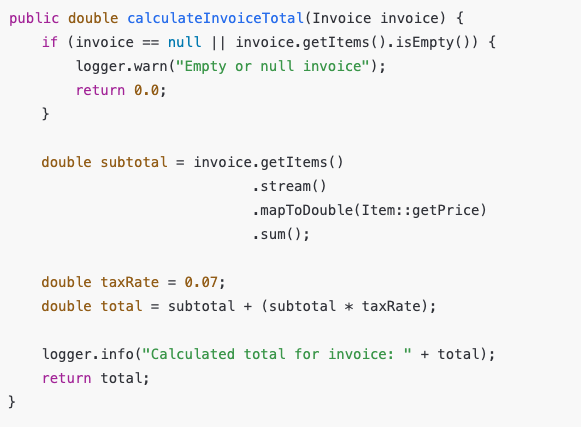 public double calculateInvoiceTotal(Invoice invoice) {
    if (invoice == null || invoice.getItems().isEmpty()) {
        logger.warn("Empty or null invoice");
        return 0.0;
    }

    double subtotal = invoice.getItems()
                             .stream()
                             .mapToDouble(Item::getPrice)
                             .sum();

    double taxRate = 0.07;
    double total = subtotal + (subtotal * taxRate);

    logger.info("Calculated total for invoice: " + total);
    return total;
}